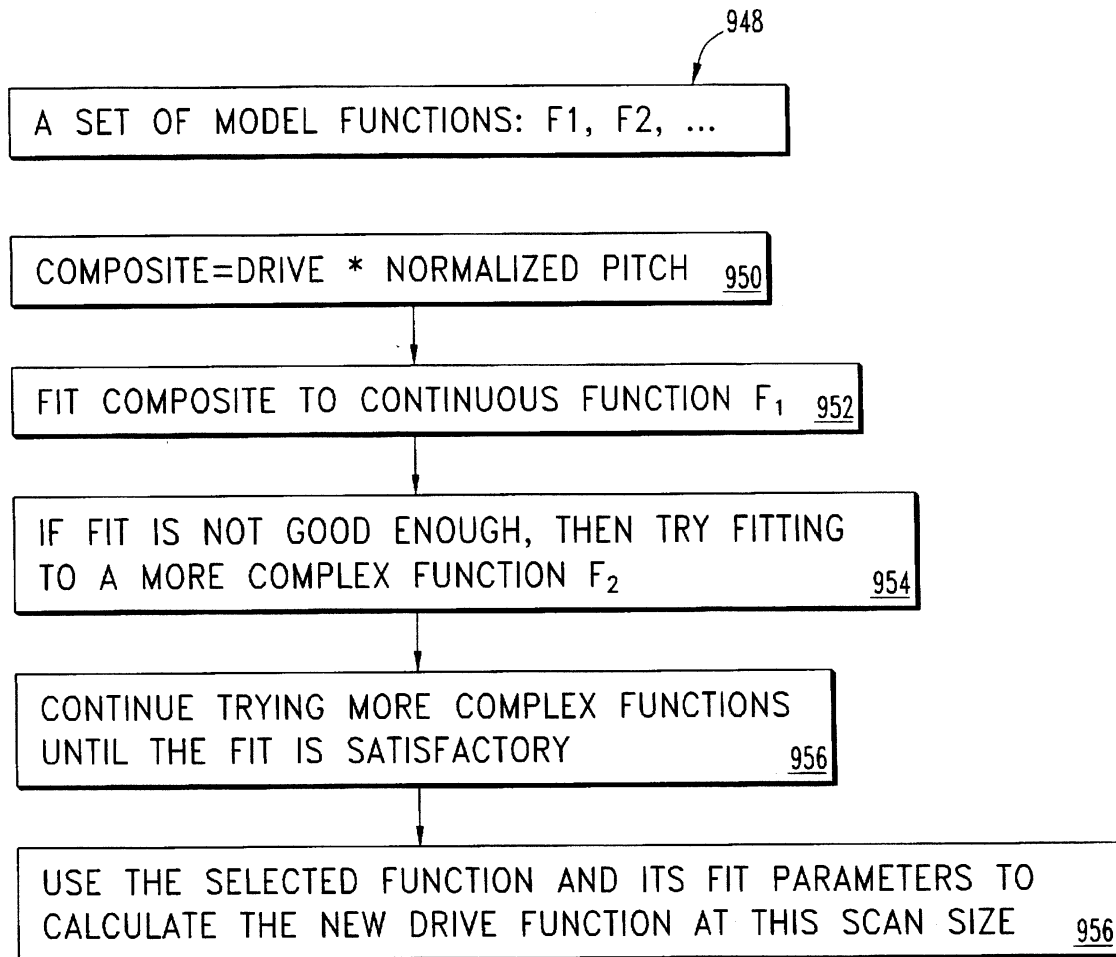 948
A SET OF MODEL FUNCTIONS: F1, F2, ...
COMPOSITE=DRIVE * NORMALIZED PITCH 950
FIT COMPOSITE TO CONTINUOUS FUNCTION F₁ 952
IF FIT IS NOT GOOD ENOUGH, THEN TRY FITTING
TO A MORE COMPLEX FUNCTION F₂ 954
CONTINUE TRYING MORE COMPLEX FUNCTIONS
UNTIL THE FIT IS SATISFACTORY 956
USE THE SELECTED FUNCTION AND ITS FIT PARAMETERS TO
CALCULATE THE NEW DRIVE FUNCTION AT THIS SCAN SIZE 956